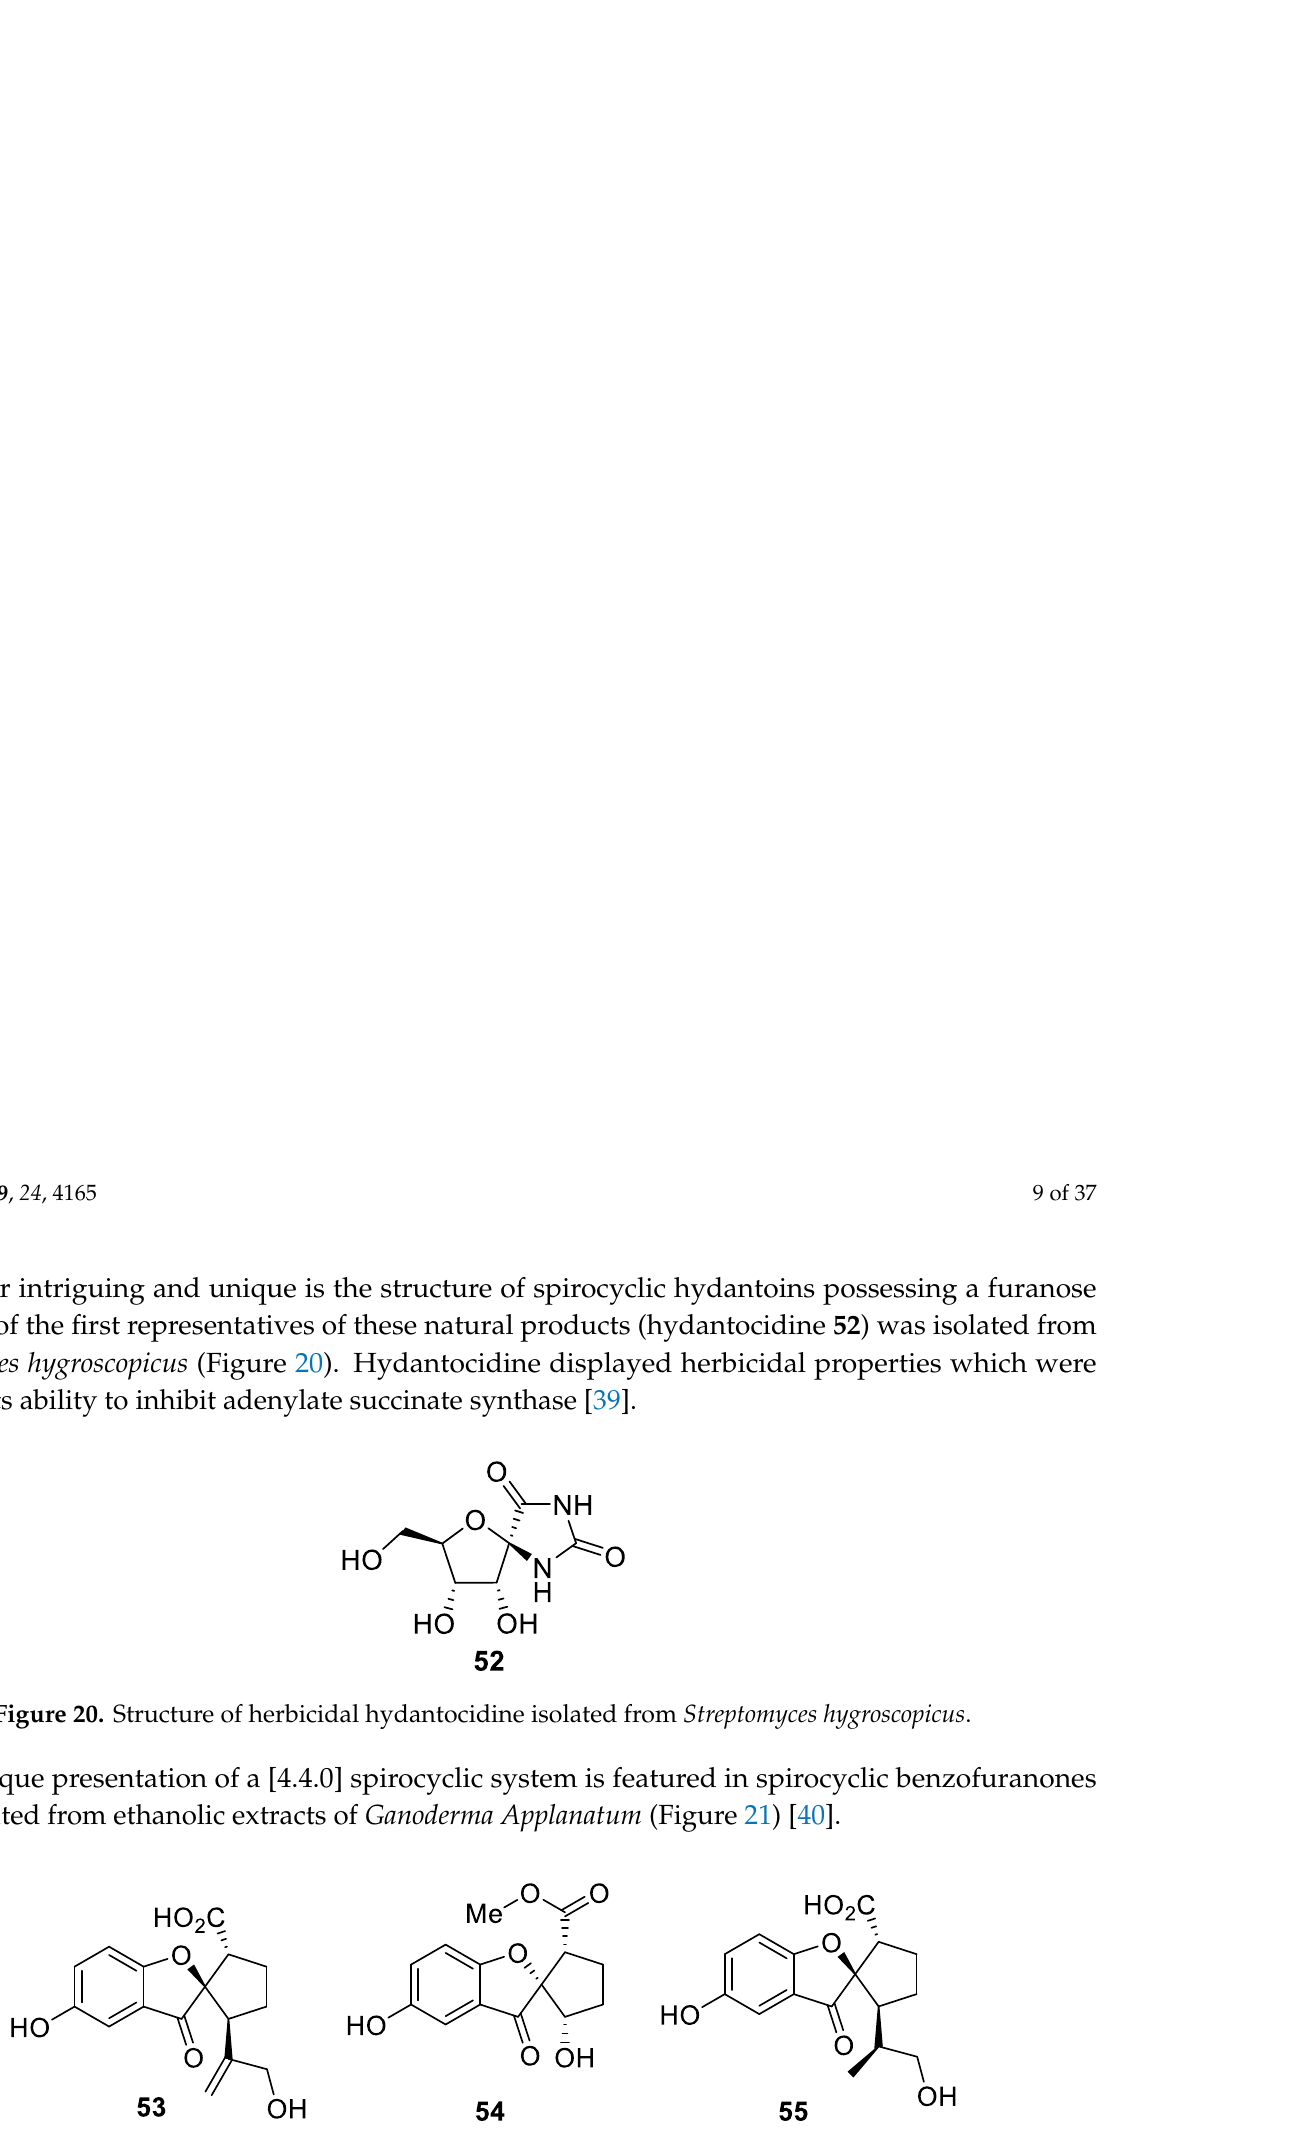 9, 24, 4165 9 of 37
r intriguing and unique is the structure of spirocyclic hydantoins possessing a furanose
of the first representatives of these natural products (hydantocidine 52) was isolated from
es hygroscopicus (Figure 20). Hydantocidine displayed herbicidal properties which were
s ability to inhibit adenylate succinate synthase [39].
O
NH
O
HO
N
H
O
HO OH
52
Figure 20. Structure of herbicidal hydantocidine isolated from Streptomyces hygroscopicus.
que presentation of a [4.4.0] spirocyclic system is featured in spirocyclic benzofuranones
ted from ethanolic extracts of Ganoderma Applanatum (Figure 21) [40].
HO2C
O
HO
O
OH
53
Me O O
O
HO
O OH
54
HO2C
O
HO
O
OH
55